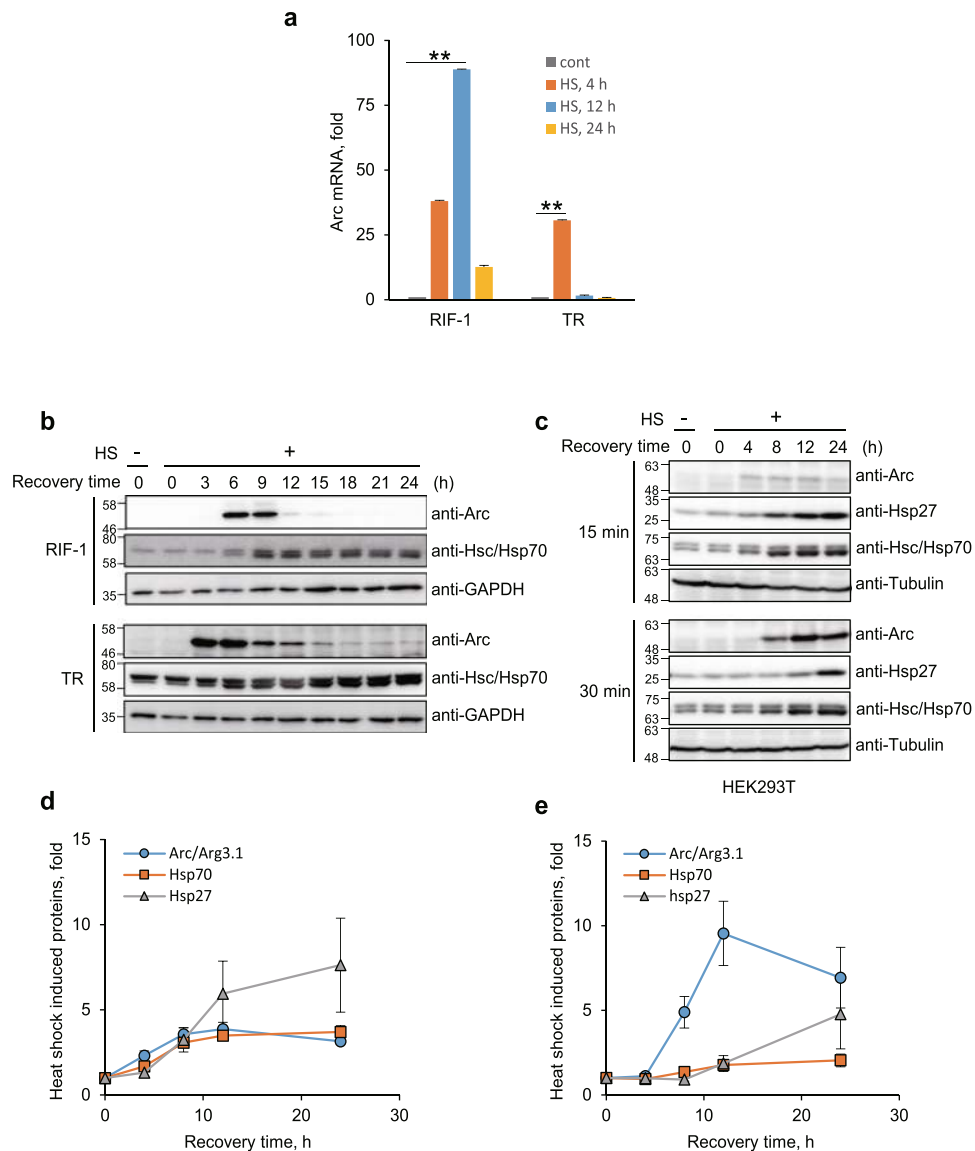 a
100
75
50
25
0
Arc mRNA, fold
**
**
cont
HS, 4 h
HS, 12 h
HS, 24 h
RIF-1 TR
b
HS - +
Recovery time 0 0 3 6 9 12 15 18 21 24 (h)
RIF-1
58
46
anti-Arc
80
58
anti-Hsc/Hsp70
35
anti-GAPDH
TR
58
46
anti-Arc
80
58
anti-Hsc/Hsp70
35
anti-GAPDH
c
HS - +
Recovery time 0 0 4 8 12 24 (h)
15 min
63
48
anti-Arc
35
25
anti-Hsp27
75
63
anti-Hsc/Hsp70
63
48
anti-Tubulin
30 min
63
48
anti-Arc
35
25
anti-Hsp27
75
63
anti-Hsc/Hsp70
63
48
anti-Tubulin
HEK293T
d
Heat shock induced proteins, fold
15
10
5
0
Arc/Arg3.1
Hsp70
Hsp27
0 10 20 30
Recovery time, h
e
Heat shock induced proteins, fold
15
10
5
0
Arc/Arg3.1
Hsp70
hsp27
0 10 20 30
Recovery time, h